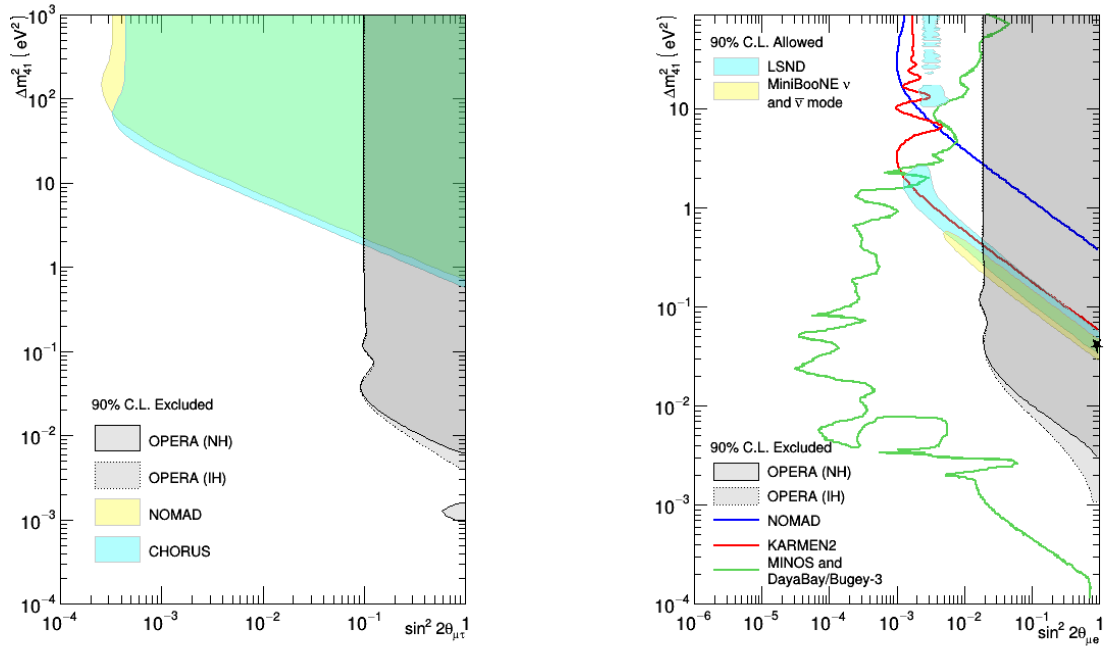 Δm²₄₁ [ eV² ]
10³
10²
10
1
10⁻¹
10⁻²
10⁻³
10⁻⁴
90% C.L. Excluded
OPERA (NH)
OPERA (IH)
NOMAD
CHORUS
10⁻⁴ 10⁻³ 10⁻² 10⁻¹ 1
sin² 2θμτ
Δm²₄₁ [ eV² ]
10
1
10⁻¹
10⁻²
10⁻³
10⁻⁴
90% C.L. Allowed
LSND
MiniBooNE ν
and ν̅ mode
90% C.L. Excluded
OPERA (NH)
OPERA (IH)
NOMAD
KARMEN2
MINOS and
DayaBay/Bugey-3
10⁻⁶ 10⁻⁵ 10⁻⁴ 10⁻³ 10⁻² 10⁻¹ 1
sin² 2θμe